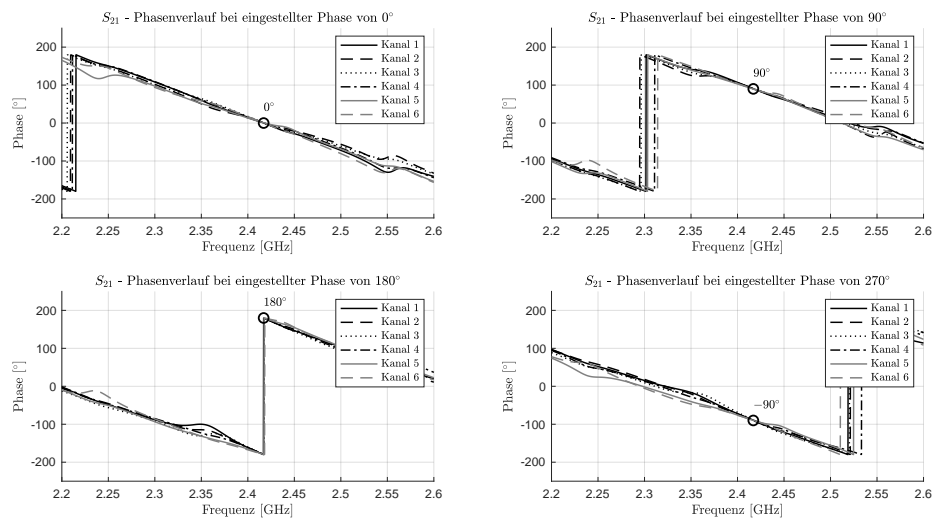 S₂₁ - Phasenverlauf bei eingestellter Phase von 0°
200
100
0
-100
-200
Phase [°]
0°
Kanal 1
Kanal 2
Kanal 3
Kanal 4
Kanal 5
Kanal 6
2.2 2.25 2.3 2.35 2.4 2.45 2.5 2.55 2.6
Frequenz [GHz]
S₂₁ - Phasenverlauf bei eingestellter Phase von 90°
200
100
0
-100
-200
Phase [°]
90°
Kanal 1
Kanal 2
Kanal 3
Kanal 4
Kanal 5
Kanal 6
2.2 2.25 2.3 2.35 2.4 2.45 2.5 2.55 2.6
Frequenz [GHz]
S₂₁ - Phasenverlauf bei eingestellter Phase von 180°
200
100
0
-100
-200
Phase [°]
180°
Kanal 1
Kanal 2
Kanal 3
Kanal 4
Kanal 5
Kanal 6
2.2 2.25 2.3 2.35 2.4 2.45 2.5 2.55 2.6
Frequenz [GHz]
S₂₁ - Phasenverlauf bei eingestellter Phase von 270°
200
100
0
-100
-200
Phase [°]
−90°
Kanal 1
Kanal 2
Kanal 3
Kanal 4
Kanal 5
Kanal 6
2.2 2.25 2.3 2.35 2.4 2.45 2.5 2.55 2.6
Frequenz [GHz]